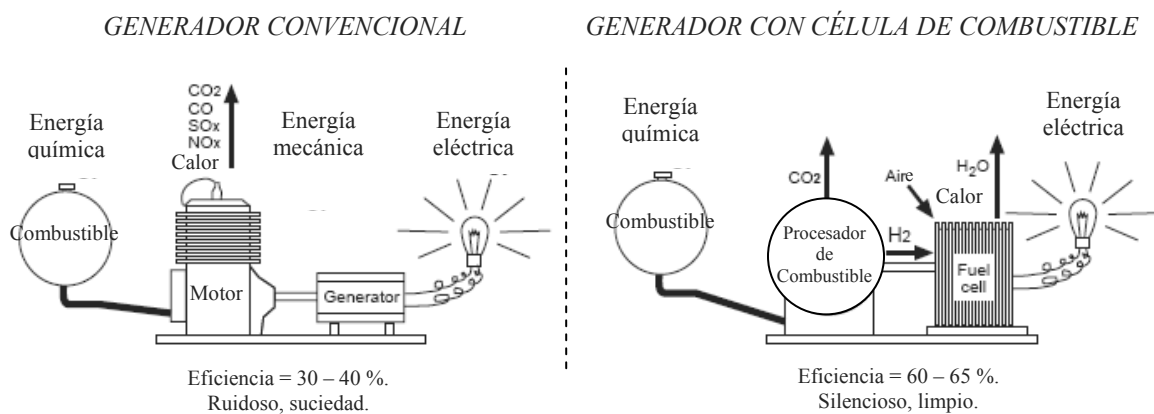 GENERADOR CONVENCIONAL
Energía
química
CO2
CO
SOx
NOx
Calor
Energía
mecánica
Energía
eléctrica
Combustible
Motor
Generator
Eficiencia = 30 – 40 %.
Ruidoso, suciedad.
GENERADOR CON CÉLULA DE COMBUSTIBLE
Energía
química
CO2
Aire
H2O
Calor
Energía
eléctrica
Combustible
Procesador
de
Combustible
H2
Fuel
cell
Eficiencia = 60 – 65 %.
Silencioso, limpio.